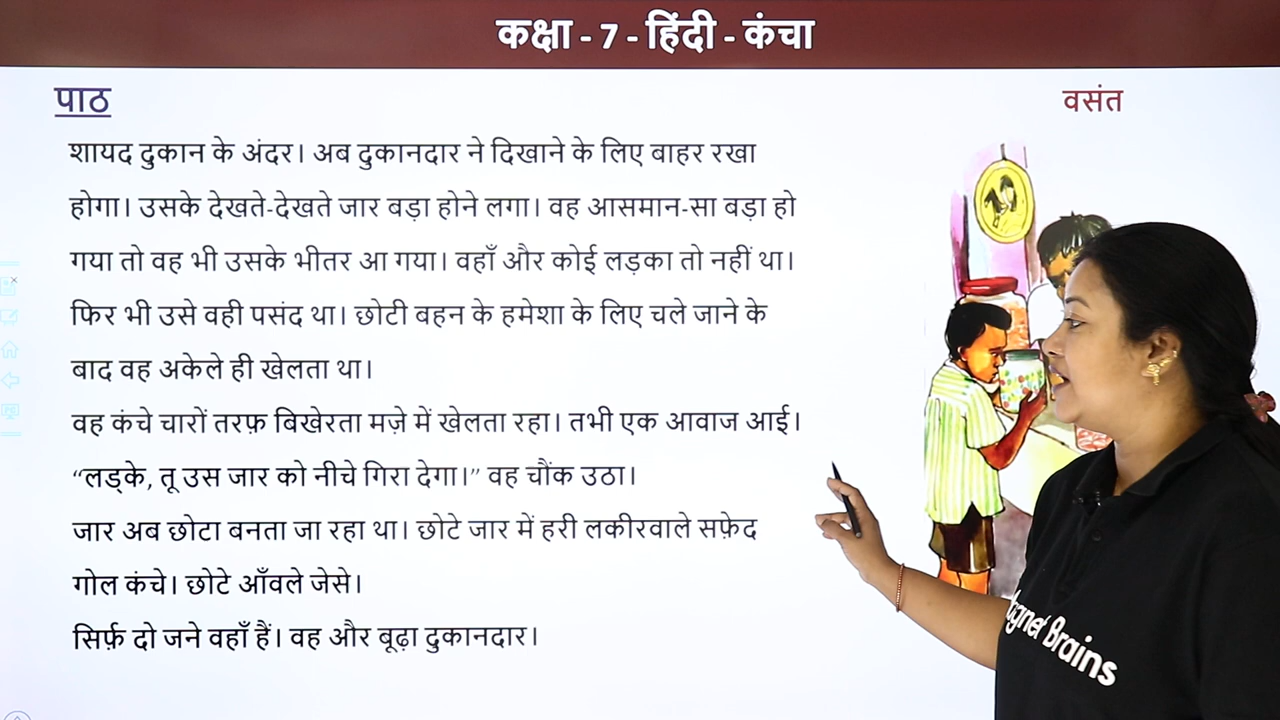 कक्षा - 7 - हिंदी - कंचा
पाठ
वसंत
शायद दुकान के अंदर। अब दुकानदार ने दिखाने के लिए बाहर रखा
होगा। उसके देखते-देखते जार बड़ा होने लगा। वह आसमान-सा बड़ा हो
गया तो वह भी उसके भीतर आ गया। वहाँ और कोई लड़का तो नहीं था।
फिर भी उसे वही पसंद था। छोटी बहन के हमेशा के लिए चले जाने के
बाद वह अकेले ही खेलता था।
वह कंचे चारों तरफ़ बिखेरता मज़े में खेलता रहा। तभी एक आवाज आई।
“लड्के, तू उस जार को नीचे गिरा देगा।” वह चौंक उठा।
जार अब छोटा बनता जा रहा था। छोटे जार में हरी लकीरवाले सफ़ेद
गोल कंचे। छोटे आँवले जेसे।
सिर्फ़ दो जने वहाँ हैं। वह और बूढ़ा दुकानदार।
Brains